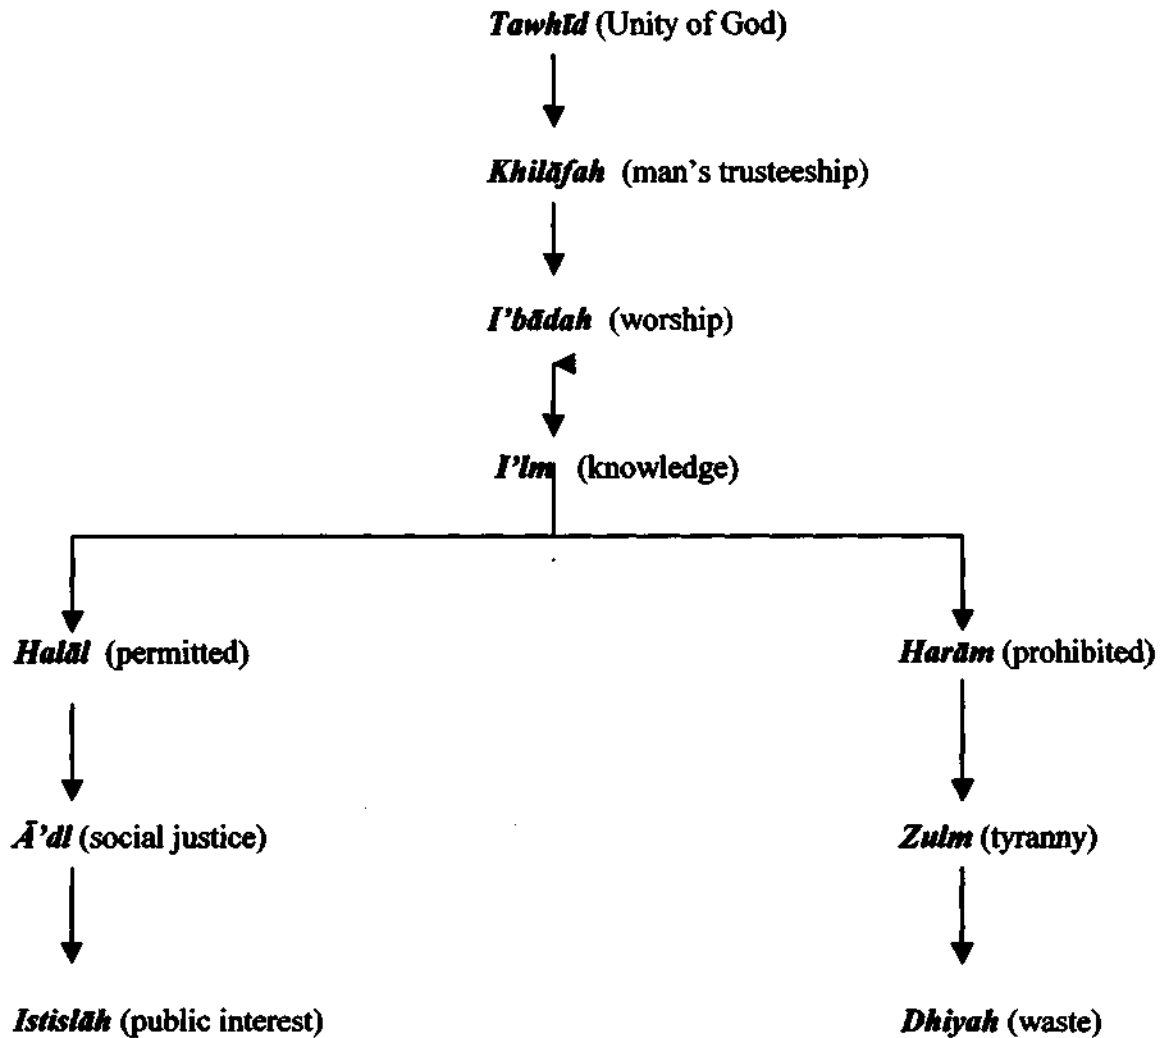 Tawhīd (Unity of God)
Khilāfah (man's trusteeship)
I'bādah (worship)
I'lm (knowledge)
Halāl (permitted)
Harām (prohibited)
Ā'dl (social justice)
Zulm (tyranny)
Istislāh (public interest)
Dhiyah (waste)